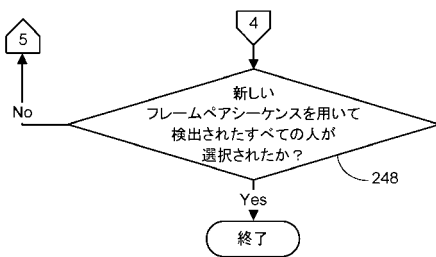 5
4
新しい
フレームペアシーケンスを用いて
検出されたすべての人が
選択されたか？
No
248
Yes
終了